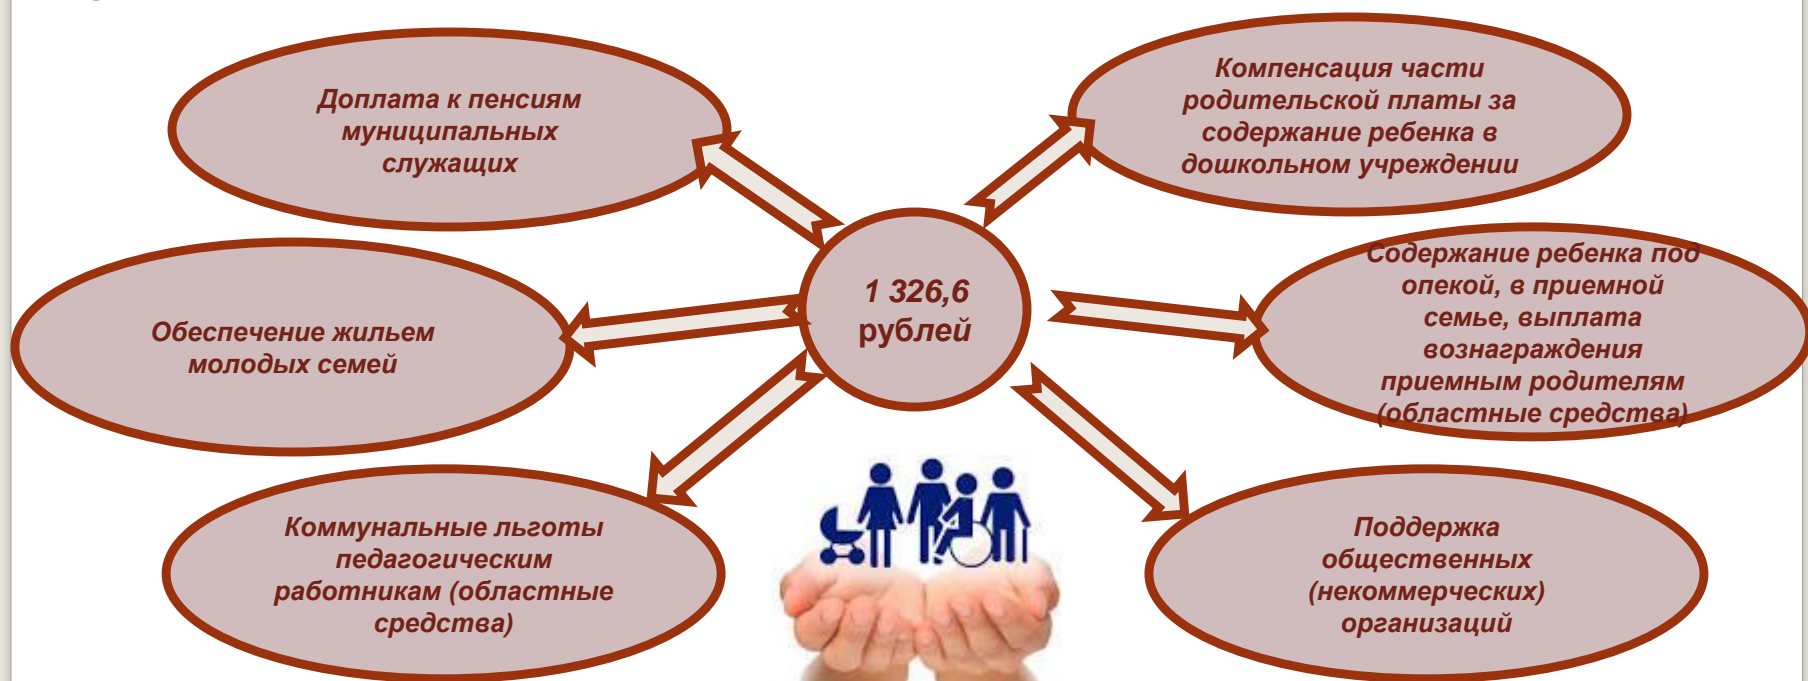 Доплата к пенсиям
муниципальных
служащих
Компенсация части
родительской платы за
содержание ребенка в
дошкольном учреждении
Обеспечение жильем
молодых семей
1 326,6
рублей
Содержание ребенка под
опекой, в приемной
семье, выплата
вознаграждения
приемным родителям
(областные средства)
Коммунальные льготы
педагогическим
работникам (областные
средства)
Поддержка
общественных
(некоммерческих)
организаций